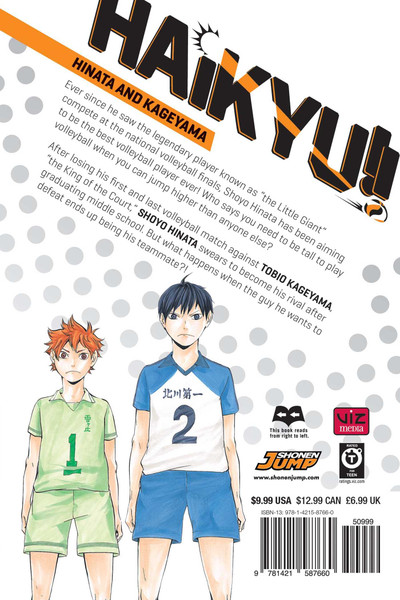 HAiKYU!!
HINATA AND KAGEYAMA
Ever since he saw the legendary player known as “the Little Giant”
compete at the national volleyball finals, Shoyo Hinata has been aiming
to be the best volleyball player ever! Who says you need to be tall to play
volleyball when you can jump higher than anyone else?
After losing his first and last volleyball match against TOBIO KAGEYAMA,
“the King of the Court,” SHOYO HINATA swears to become his rival after
graduating middle school. But what happens when the guy he wants to
defeat ends up being his teammate?!
1
北川第一
2
This book reads
from right to left.
VIZ
media
SHONEN
JUMP
www.shonenjump.com
RATED
T
TEEN
ratings.viz.com
$9.99 USA $12.99 CAN £6.99 UK
ISBN-13: 978-1-4215-8766-0
50999
9 781421 587660